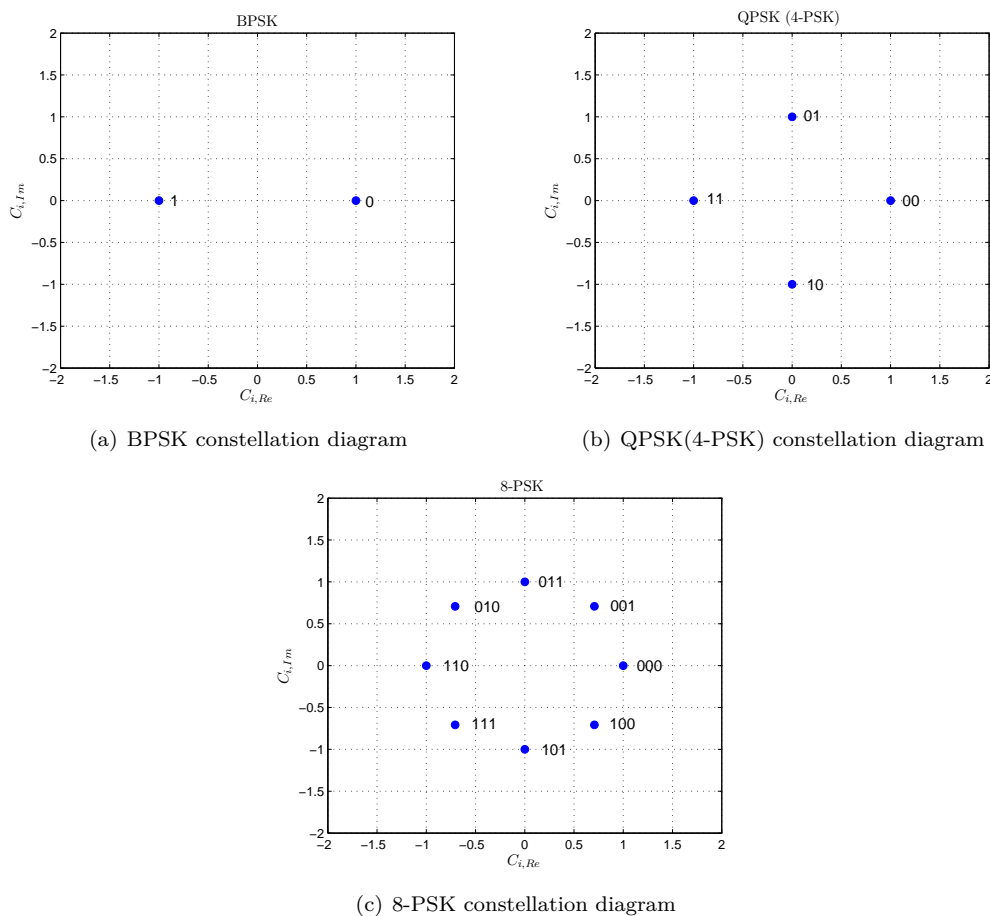 BPSK
2
1.5
1
0.5
0
−0.5
−1
−1.5
−2
C_{i,Im}
1
0
−2 −1.5 −1 −0.5 0 0.5 1 1.5 2
C_{i,Re}
(a) BPSK constellation diagram
QPSK (4-PSK)
2
1.5
1
0.5
0
−0.5
−1
−1.5
−2
C_{i,Im}
01
11
00
10
−2 −1.5 −1 −0.5 0 0.5 1 1.5 2
C_{i,Re}
(b) QPSK(4-PSK) constellation diagram
8-PSK
2
1.5
1
0.5
0
−0.5
−1
−1.5
−2
C_{i,Im}
011
010
001
110
000
111
100
101
−2 −1.5 −1 −0.5 0 0.5 1 1.5 2
C_{i,Re}
(c) 8-PSK constellation diagram